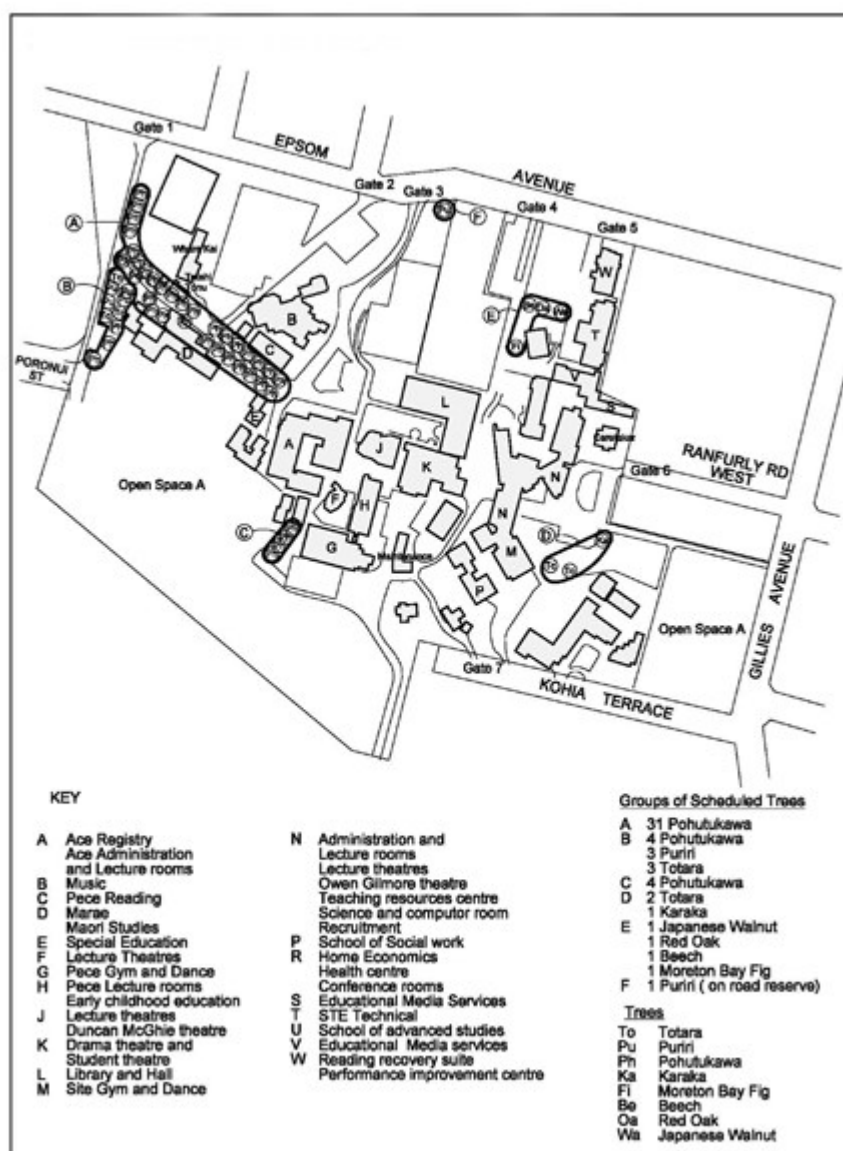 Gate 1
EPSOM
AVENUE
Gate 2
Gate 3
Gate 4
Gate 5
F
A
B
E
W
T
B
C
D
V
S
PORONUI
ST
E
L
A
J
K
N
RANFURLY RD
WEST
Gate 6
Open Space A
F
H
N
C
G
Maintenance
M
D
P
Open Space A
GILLIES AVENUE
Gate 7
KOHIA TERRACE
KEY
A Ace Registry
Ace Administration
and Lecture rooms
B Music
C Pece Reading
D Marae
Maori Studies
E Special Education
F Lecture Theatres
G Pece Gym and Dance
H Pece Lecture rooms
Early childhood education
J Lecture theatres
Duncan McGhie theatre
K Drama theatre and
Student theatre
L Library and Hall
M Site Gym and Dance
N Administration and
Lecture rooms
Lecture theatres
Owen Gilmore theatre
Teaching resources centre
Science and computor room
Recruitment
P School of Social work
R Home Economics
Health centre
Conference rooms
S Educational Media Services
T STE Technical
U School of advanced studies
V Educational Media services
W Reading recovery suite
Performance improvement centre
Groups of Scheduled Trees
A 31 Pohutukawa
B 4 Pohutukawa
3 Puriri
3 Totara
C 4 Pohutukawa
D 2 Totara
1 Karaka
E 1 Japanese Walnut
1 Red Oak
1 Beech
1 Moreton Bay Fig
F 1 Puriri ( on road reserve)
Trees
To Totara
Pu Puriri
Ph Pohutukawa
Ka Karaka
Fi Moreton Bay Fig
Be Beech
Oa Red Oak
Wa Japanese Walnut